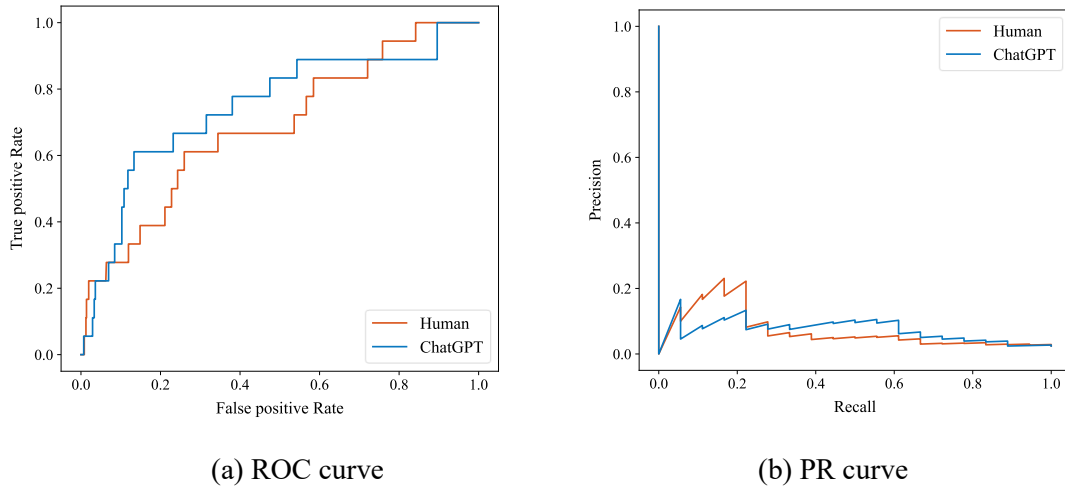 1.0
0.8
0.6
0.4
0.2
0.0
True positive Rate
0.0 0.2 0.4 0.6 0.8 1.0
False positive Rate
Human
ChatGPT
(a) ROC curve
1.0
0.8
0.6
0.4
0.2
0.0
Precision
0.0 0.2 0.4 0.6 0.8 1.0
Recall
Human
ChatGPT
(b) PR curve